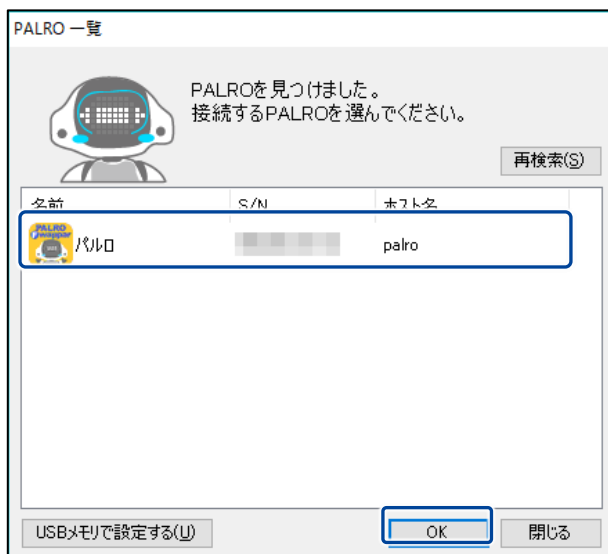 PALRO 一覧
PALROを見つけました。
接続するPALROを選んでください。
再検索(S)
名前 S/N ホスト名
PALRO
パルロ palro
USBメモリで設定する(U) OK 閉じる